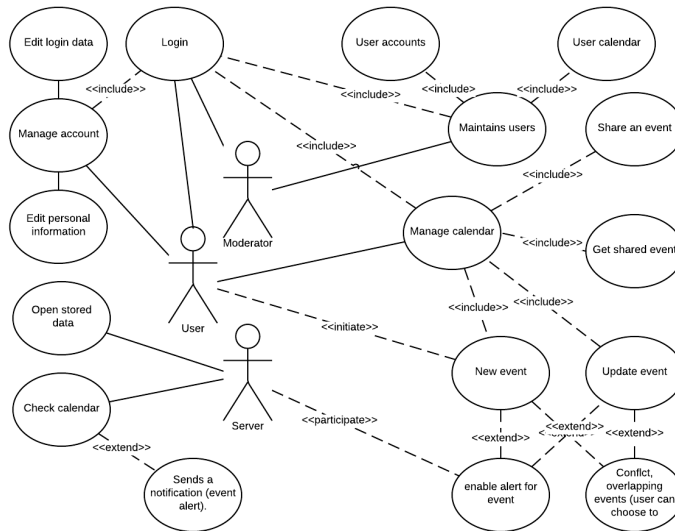 Edit login data
Login
User accounts
User calendar
<<include>>
<<include>>
<<include>>
<<include>>
Manage account
Maintains users
Share an event
<<include>>
<<include>>
Edit personal
information
Moderator
Manage calendar
<<include>>
Get shared event
Open stored
data
User
<<include>>
<<include>>
<<initiate>>
New event
Update event
Check calendar
Server
<<participate>>
<<extend>>
<<extend>>
<<extend>>
<<extend>>
<<extend>>
Sends a
notification (event
alert).
enable alert for
event
Conflct,
overlapping
events (user can
choose to